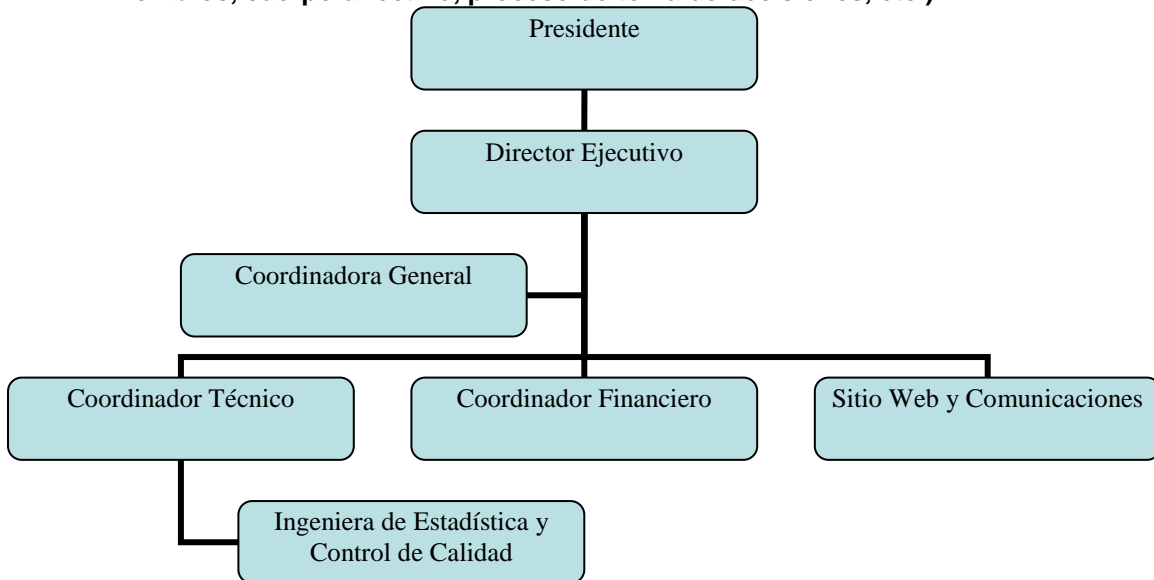 Presidente
Director Ejecutivo
Coordinadora General
Coordinador Técnico
Coordinador Financiero
Sitio Web y Comunicaciones
Ingeniera de Estadística y
Control de Calidad